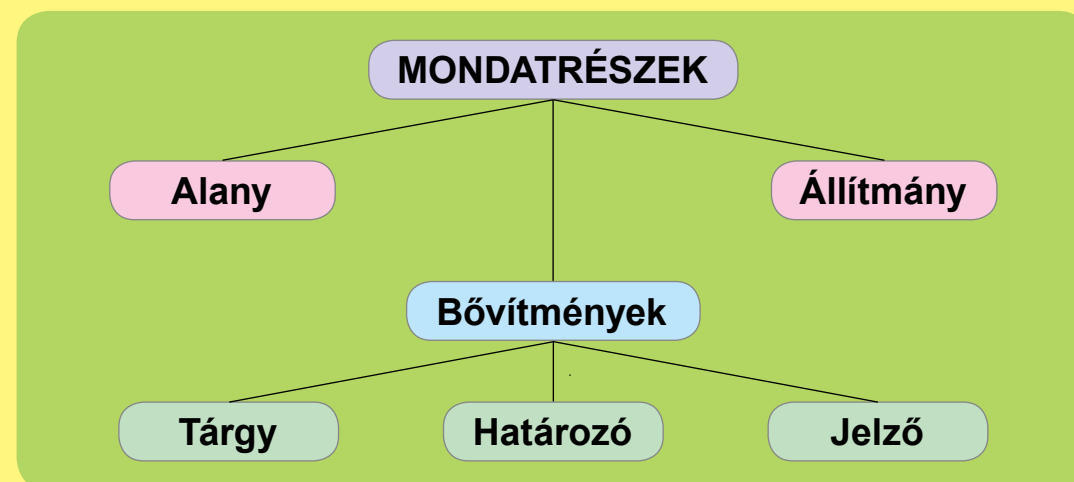 MONDATRÉSZEK
Alany
Állítmány
Bővítmények
Tárgy
Határozó
Jelző